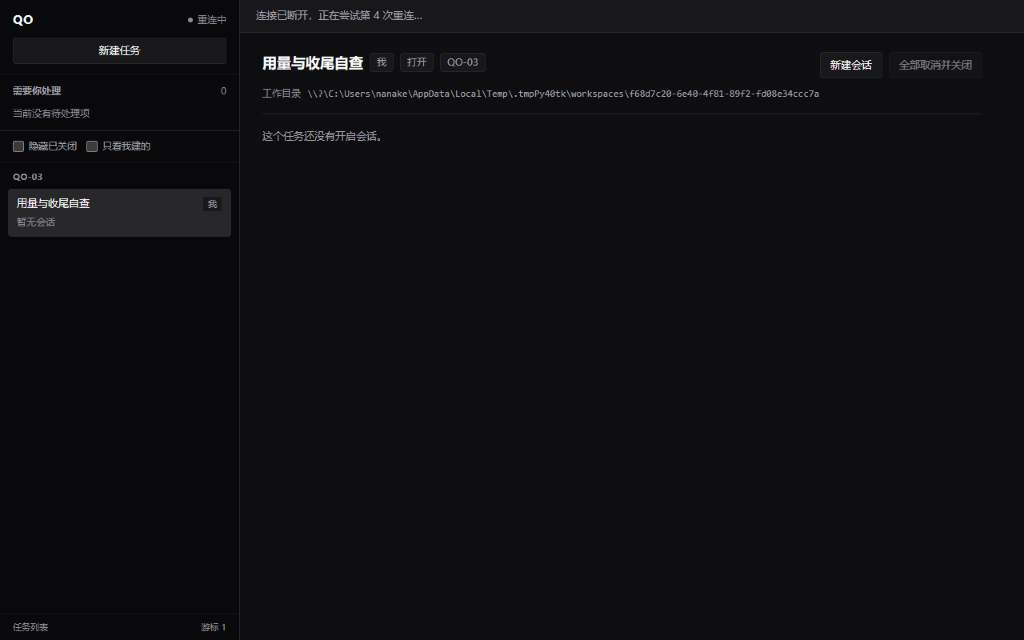 QO
重连中
新建任务
需要你处理 0
当前没有待处理项
隐藏已关闭 只看我建的
QO-03
用量与收尾自查 我
暂无会话
任务列表 游标 1
连接已断开，正在尝试第 4 次重连...
用量与收尾自查 我 打开 QO-03
新建会话 全部取消并关闭
工作目录 \\?\C:\Users\nanake\AppData\Local\Temp\.tmpPy40tk\workspaces\f68d7c20-6e40-4f81-89f2-fd08e34ccc7a
这个任务还没有开启会话。